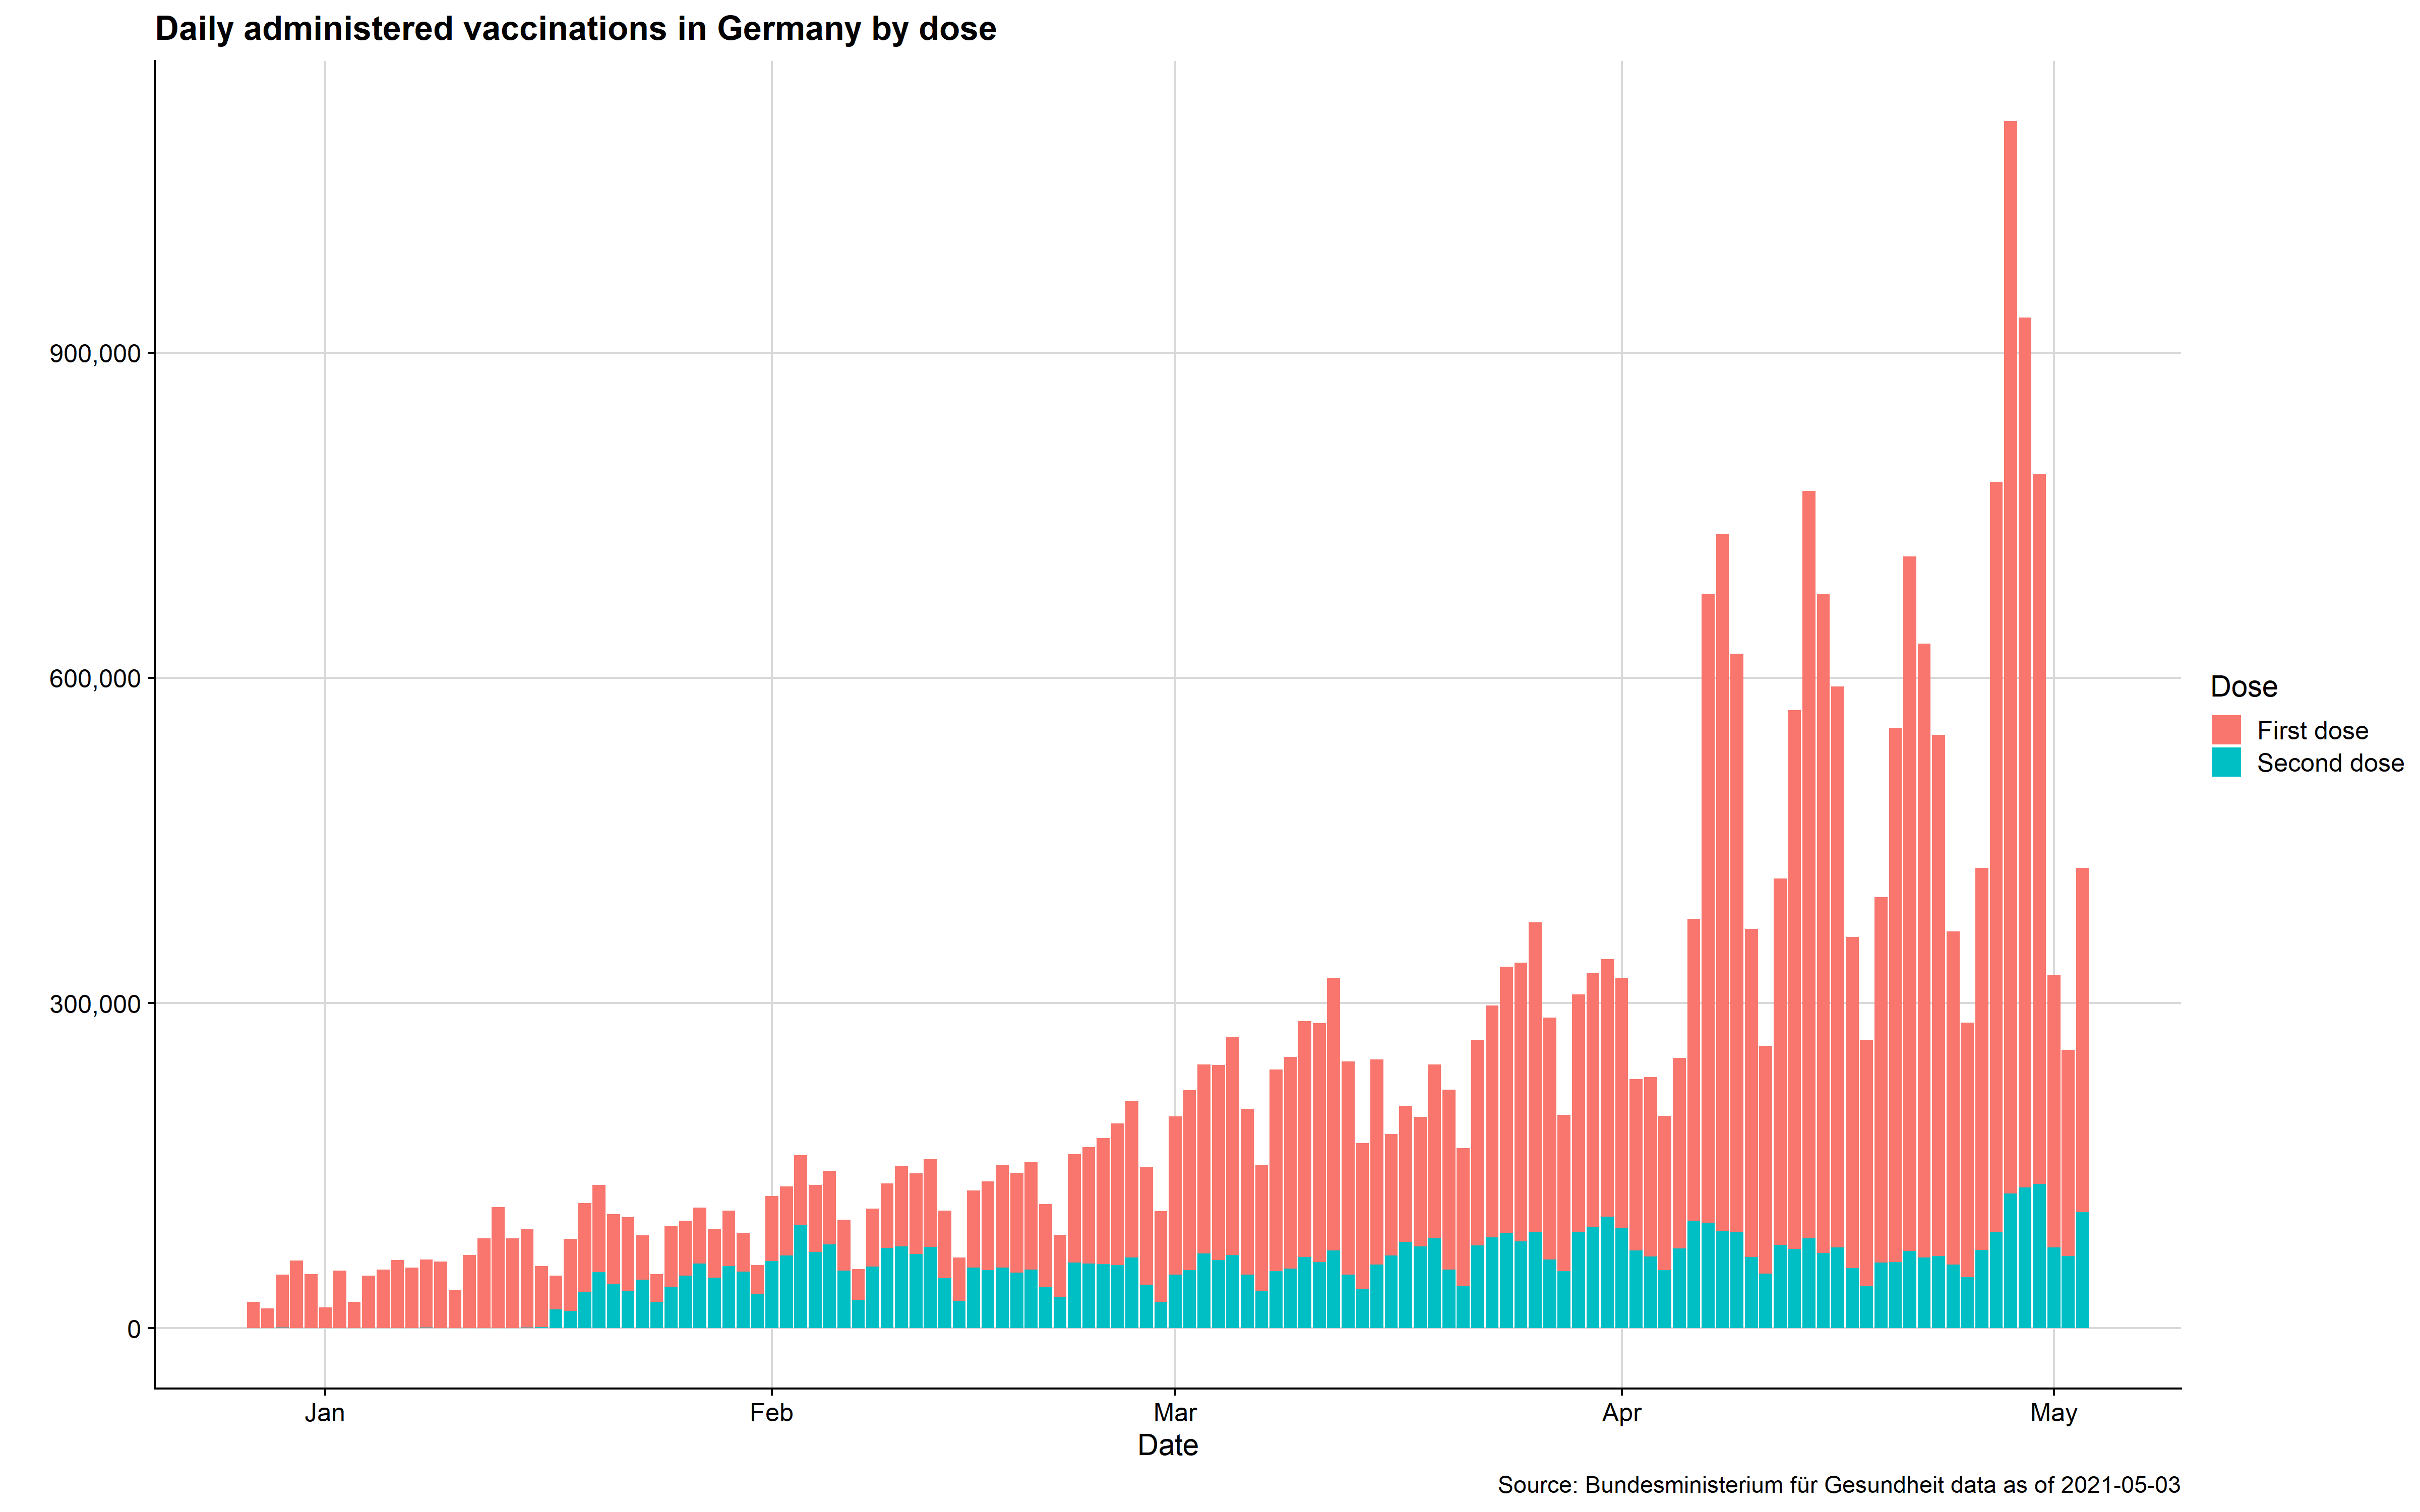 Daily administered vaccinations in Germany by dose
900,000
600,000
300,000
0
Jan Feb Mar Apr May
Date
Dose
First dose
Second dose
Source: Bundesministerium für Gesundheit data as of 2021-05-03